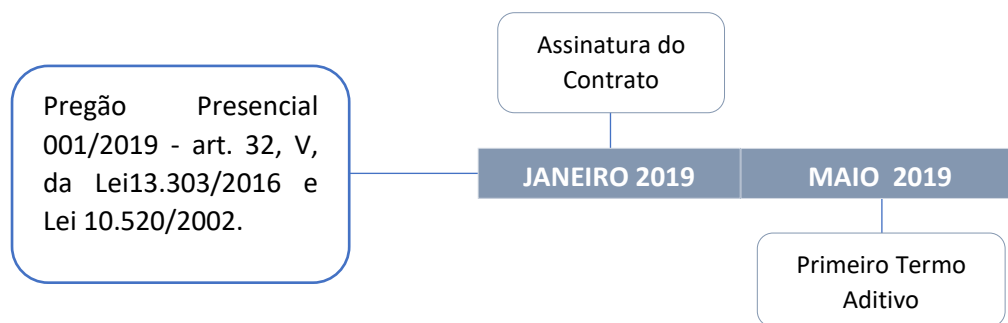 Assinatura do
Contrato
Pregão Presencial
001/2019 - art. 32, V,
da Lei13.303/2016 e
Lei 10.520/2002.
JANEIRO 2019
MAIO 2019
Primeiro Termo
Aditivo